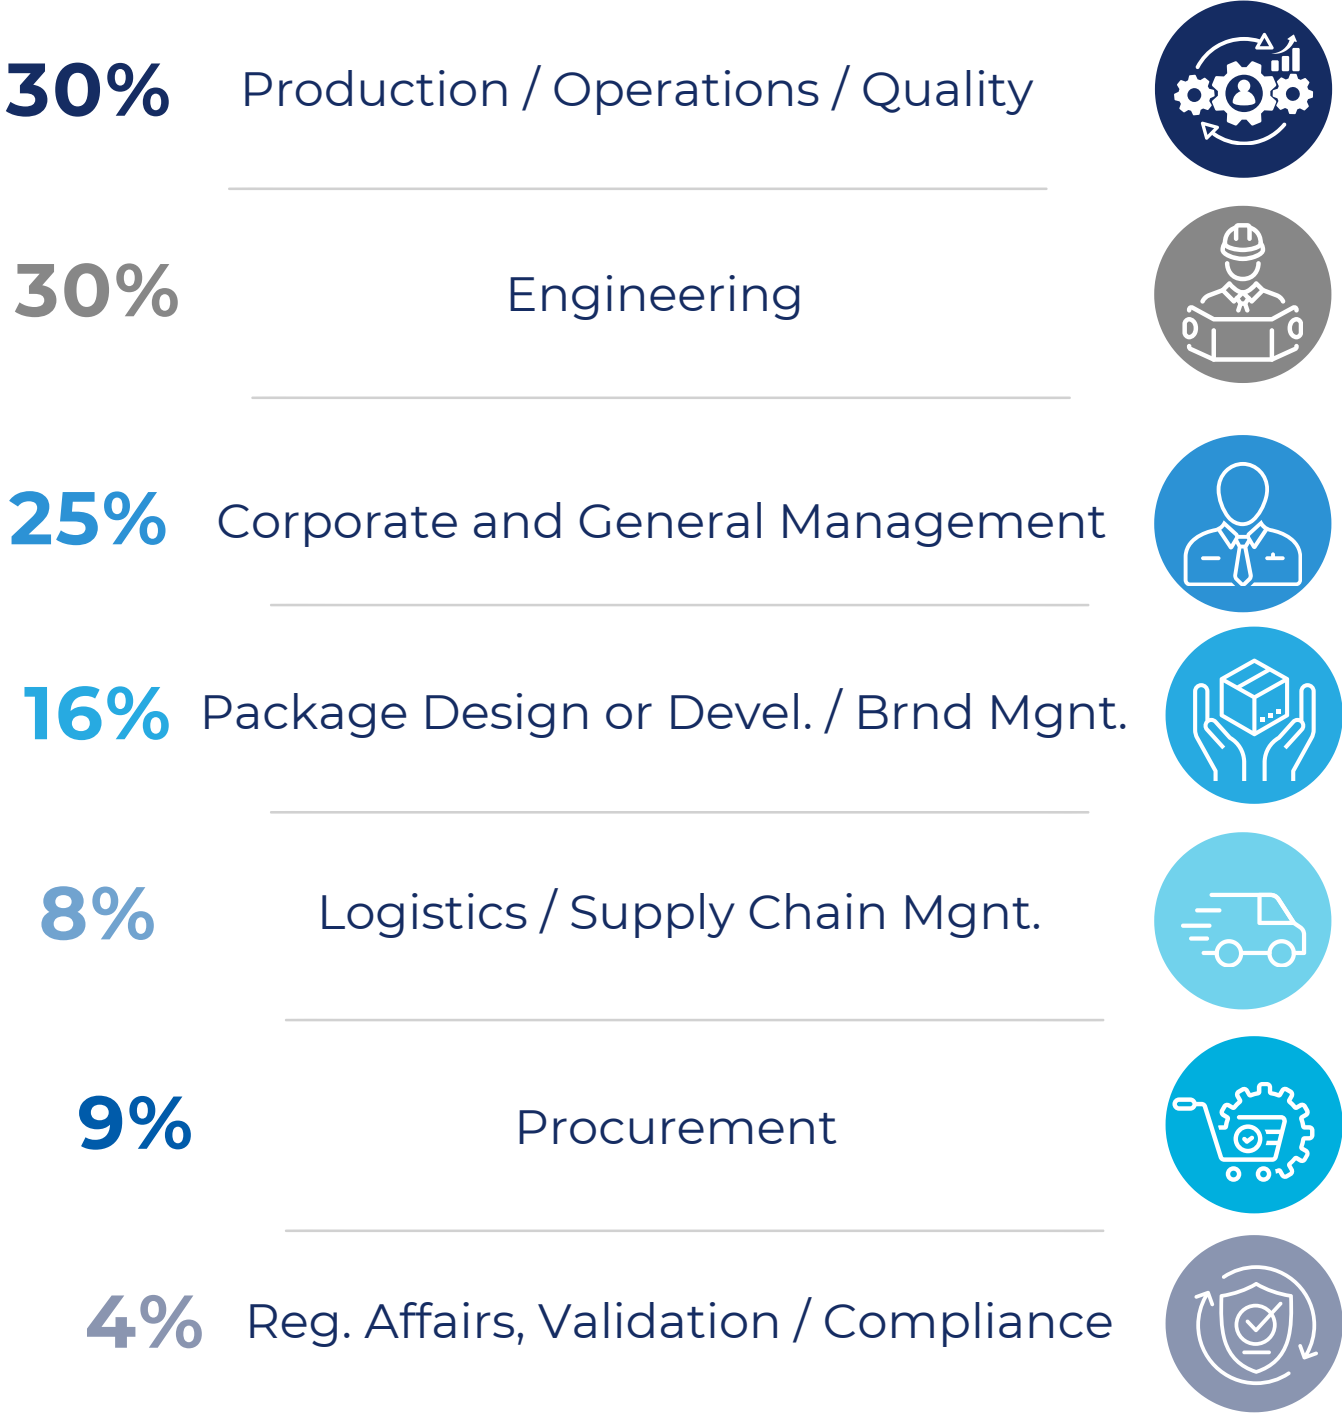 30% Production / Operations / Quality
30% Engineering
25% Corporate and General Management
16% Package Design or Devel. / Brnd Mgnt.
8% Logistics / Supply Chain Mgnt.
9% Procurement
4% Reg. Affairs, Validation / Compliance